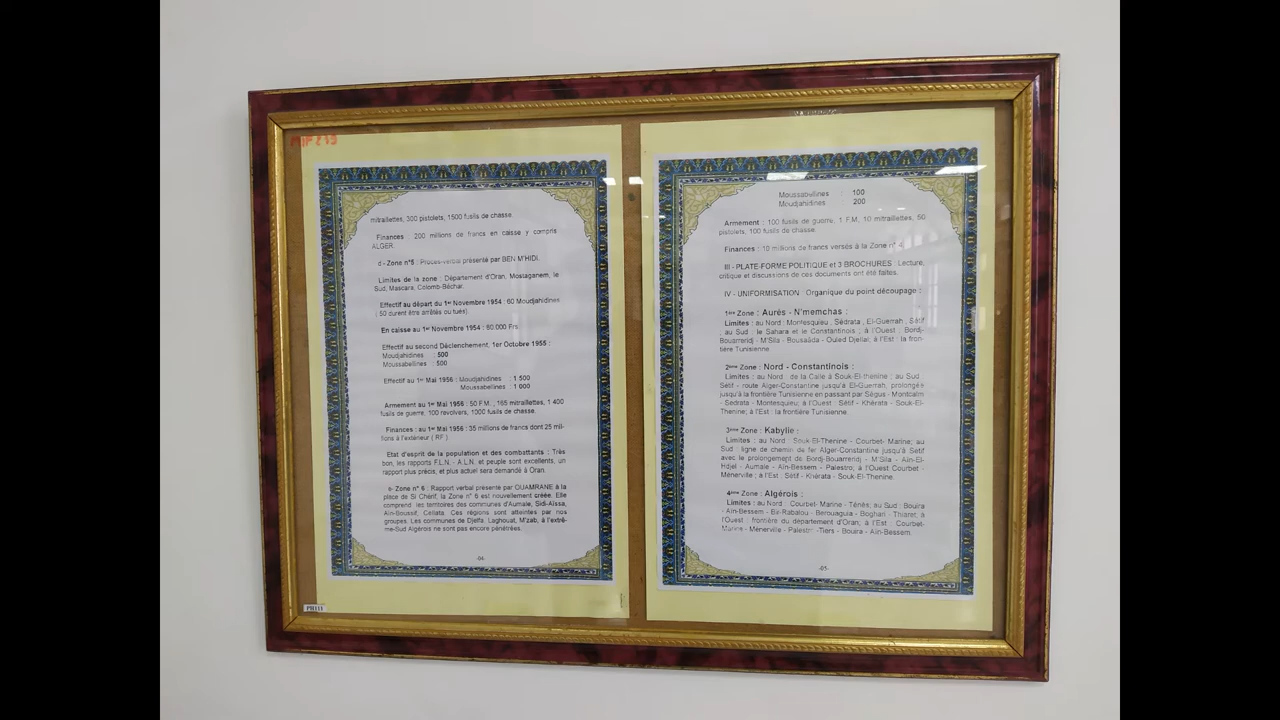 mitraillettes, 300 pistolets, 1500 fusils de chasse.
Finances : 200 millions de francs en caisse y compris
ALGER.
d - Zone n°5 : Procès-verbal présenté par BEN M'HIDI.
Limites de la zone : Département d'Oran, Mostaganem, le
Sud, Mascara, Colomb-Béchar.
Effectif au départ du 1er Novembre 1954 : 60 Moudjahidines
( 50 durent être arrêtés ou tués).
En caisse au 1er Novembre 1954 : 80.000 Frs.
Effectif au second Déclenchement, 1er Octobre 1955 :
Moudjahidines : 500
Moussabellines : 500
Effectif au 1er Mai 1956 : Moudjahidines : 1 500
Moussabellines : 1 000
Armement au 1er Mai 1956 : 50 F.M. , 165 mitraillettes, 1 400
fusils de guerre, 100 revolvers, 1000 fusils de chasse.
Finances : au 1er Mai 1956 : 35 millions de francs dont 25 mil-
lions à l'extérieur ( RF )
Etat d'esprit de la population et des combattants : Très
bon, les rapports F.L.N. - A.L.N. et peuple sont excellents, un
rapport plus précis, et plus actuel sera demandé à Oran.
e- Zone n° 6 : Rapport verbal présenté par OUAMRANE à la
place de Si Chérif, la Zone n° 6 est nouvellement créée. Elle
comprend les territoires des communes d'Aumale, Sidi-Aïssa,
Aïn-Boussif, Cellata. Ces régions sont atteintes par nos
groupes. Les communes de Djelfa, Laghouat, M'zab, à l'extrê-
me-Sud Algérois ne sont pas encore pénétrées.
-04-
PH111
Moussabellines : 100
Moudjahidines : 200
Armement : 100 fusils de guerre, 1 F.M, 10 mitraillettes, 50
pistolets, 100 fusils de chasse.
Finances : 10 millions de francs versés à la Zone n° 4.
III - PLATE-FORME POLITIQUE et 3 BROCHURES : Lecture,
critique et discussions de ces documents ont été faites.
IV - UNIFORMISATION : Organique du point découpage :
1ère Zone : Aurès - N'memchas :
Limites : au Nord : Montesquieu , Sédrata , El-Guerrah , Sétif
; au Sud : le Sahara et le Constantinois ; à l'Ouest : Bordj-
Bouarreridj - M'Sila - Bousaâda - Ouled Djellar, à l'Est : la fron-
tière Tunisienne.
2ème Zone : Nord - Constantinois :
Limites : au Nord : de la Calle à Souk-El-thenine ; au Sud :
Sétif - route Alger-Constantine jusqu'à El-Guerrah, prolongée
jusqu'à la frontière Tunisienne en passant par Ségus - Montcalm
- Sedrata - Montesquieu, à l'Ouest : Sétif - Khérata - Souk-El-
Thenine; à l'Est : la frontière Tunisienne.
3ème Zone : Kabylie :
Limites : au Nord : Souk El-Thenine - Courbet- Marine; au
Sud : ligne de chemin de fer Alger-Constantine jusqu'à Sétif
avec le prolongement de Bordj-Bouarreridj - M'Sila - Aïn-El-
Hdjel - Aumale - Aïn-Bessem - Palestro; à l'Ouest Courbet -
Ménerville ; à l'Est : Sétif - Khérata - Souk-El-Thenine.
4ème Zone : Algérois :
Limites : au Nord : Courbet- Marine - Ténès, au Sud : Bouira
- Aïn-Bessem - Bir-Rabalou - Berouaguia - Boghari - Thiaret, à
l'Ouest : frontière du département d'Oran; à l'Est : Courbet-
Marine - Ménerville - Palestro -Tiers - Bouira - Aïn-Bessem.
-05-